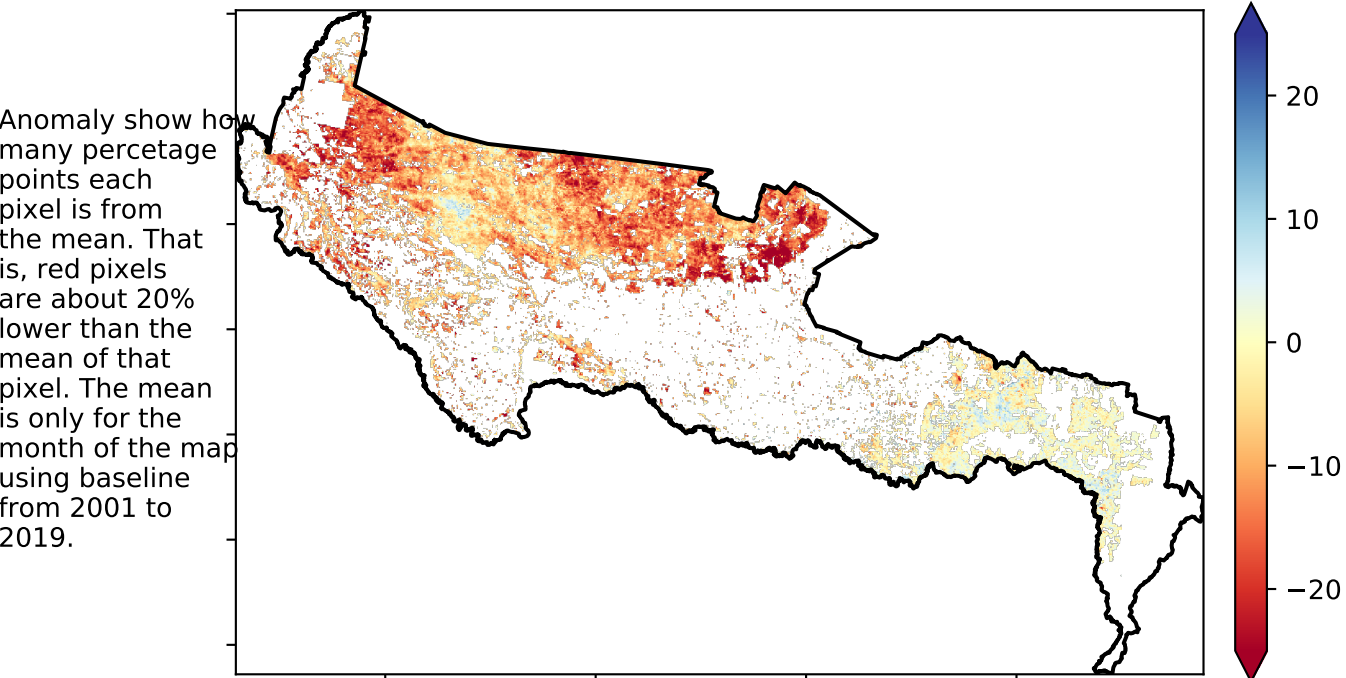 Anomaly show how
many percetage
points each
pixel is from
the mean. That
is, red pixels
are about 20%
lower than the
mean of that
pixel. The mean
is only for the
month of the map
using baseline
from 2001 to
2019.
20
10
0
−10
−20